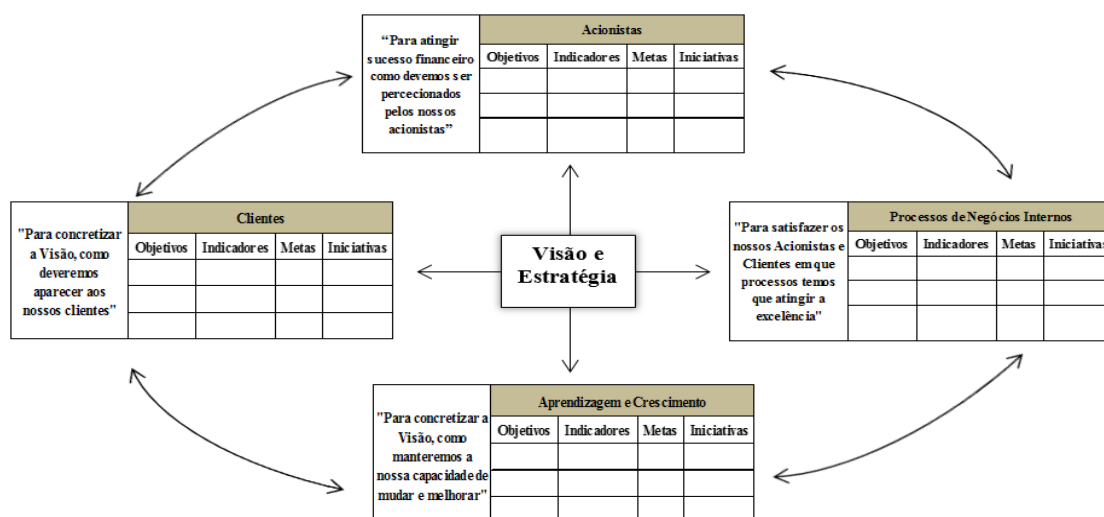 “Para atingir
sucesso financeiro
como devemos ser
percecionados
pelos nossos
acionistas”
Acionistas
Objetivos Indicadores Metas Iniciativas
"Para concretizar
a Visão, como
deveremos
aparecer aos
nossos clientes"
Clientes
Objetivos Indicadores Metas Iniciativas
Visão e
Estratégia
"Para satisfazer os
nossos Acionistas e
Clientes em que
processos temos
que atingir a
excelência"
Processos de Negócios Internos
Objetivos Indicadores Metas Iniciativas
"Para concretizar a
Visão, como
manteremos a
nossa capacidade de
mudar e melhorar"
Aprendizagem e Crescimento
Objetivos Indicadores Metas Iniciativas